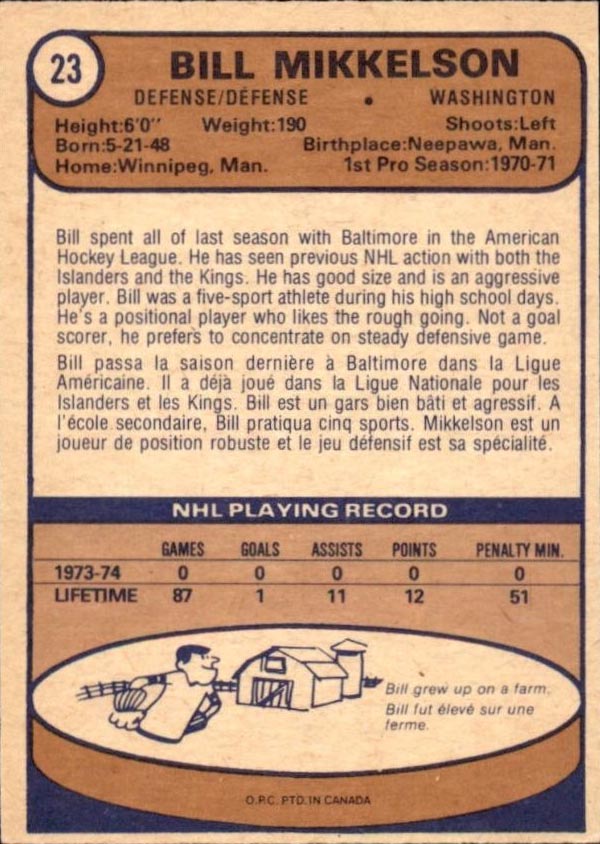 23
BILL MIKKELSON
DEFENSE/DÉFENSE • WASHINGTON
Height:6'0" Weight:190 Shoots:Left
Born:5-21-48 Birthplace:Neepawa, Man.
Home:Winnipeg, Man. 1st Pro Season:1970-71
Bill spent all of last season with Baltimore in the American
Hockey League. He has seen previous NHL action with both the
Islanders and the Kings. He has good size and is an aggressive
player. Bill was a five-sport athlete during his high school days.
He's a positional player who likes the rough going. Not a goal
scorer, he prefers to concentrate on steady defensive game.
Bill passa la saison dernière à Baltimore dans la Ligue
Américaine. Il a déjà joué dans la Ligue Nationale pour les
Islanders et les Kings. Bill est un gars bien bâti et agressif. A
l'école secondaire, Bill pratiqua cinq sports. Mikkelson est un
joueur de position robuste et le jeu défensif est sa spécialité.
NHL PLAYING RECORD
GAMES GOALS ASSISTS POINTS PENALTY MIN.
1973-74 0 0 0 0 0
LIFETIME 87 1 11 12 51
Bill grew up on a farm.
Bill fut élevé sur une
ferme.
O.P.C. PTD. IN CANADA